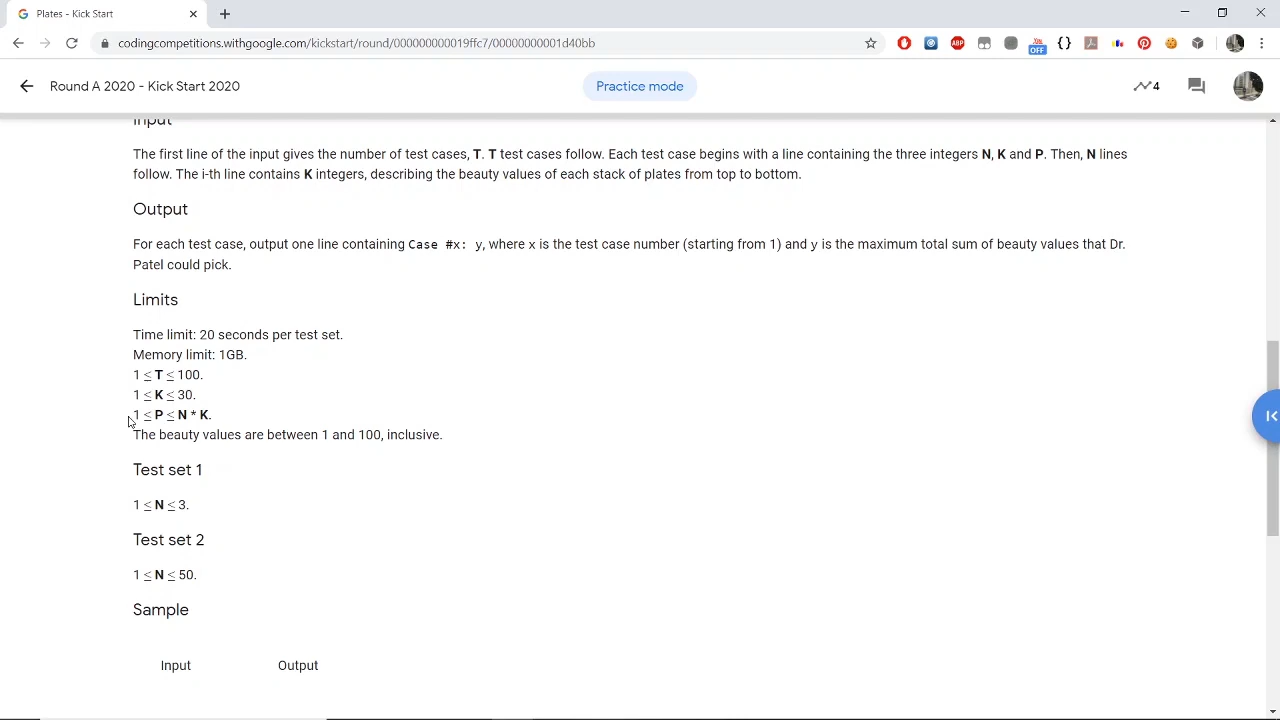 Plates - Kick Start
codingcompetitions.withgoogle.com/kickstart/round/000000000019ffc7/00000000001d40bb
ABP
OFF
Round A 2020 - Kick Start 2020
Practice mode
4
Input
The first line of the input gives the number of test cases, T. T test cases follow. Each test case begins with a line containing the three integers N, K and P. Then, N lines
follow. The i-th line contains K integers, describing the beauty values of each stack of plates from top to bottom.
Output
For each test case, output one line containing Case #x: y, where x is the test case number (starting from 1) and y is the maximum total sum of beauty values that Dr.
Patel could pick.
Limits
Time limit: 20 seconds per test set.
Memory limit: 1GB.
1 ≤ T ≤ 100.
1 ≤ K ≤ 30.
1 ≤ P ≤ N * K.
The beauty values are between 1 and 100, inclusive.
Test set 1
1 ≤ N ≤ 3.
Test set 2
1 ≤ N ≤ 50.
Sample
Input Output